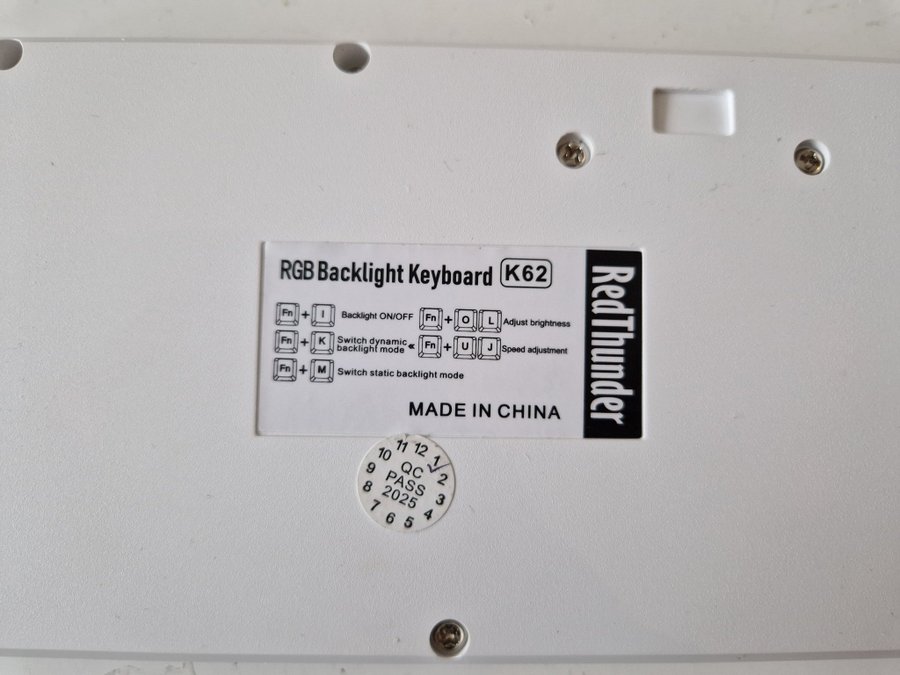 RGB Backlight Keyboard K62
Fn + I Backlight ON/OFF Fn + O L Adjust brightness
Fn + K Switch dynamic backlight mode « Fn + U J Speed adjustment
Fn + M Switch static backlight mode
MADE IN CHINA
RedThunder
QC
PASS
2025
1 2 3 4 5 6 7 8 9 10 11 12